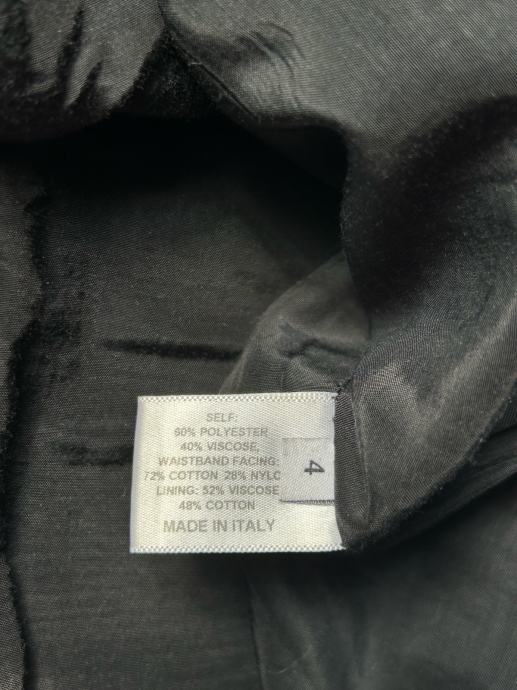 SELF:
60% POLYESTER
40% VISCOSE,
WAISTBAND FACING:
72% COTTON 28% NYLC
LINING: 52% VISCOSE
48% COTTON
MADE IN ITALY
4